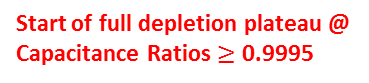 Start of full depletion plateau @
Capacitance Ratios ≥ 0.9995